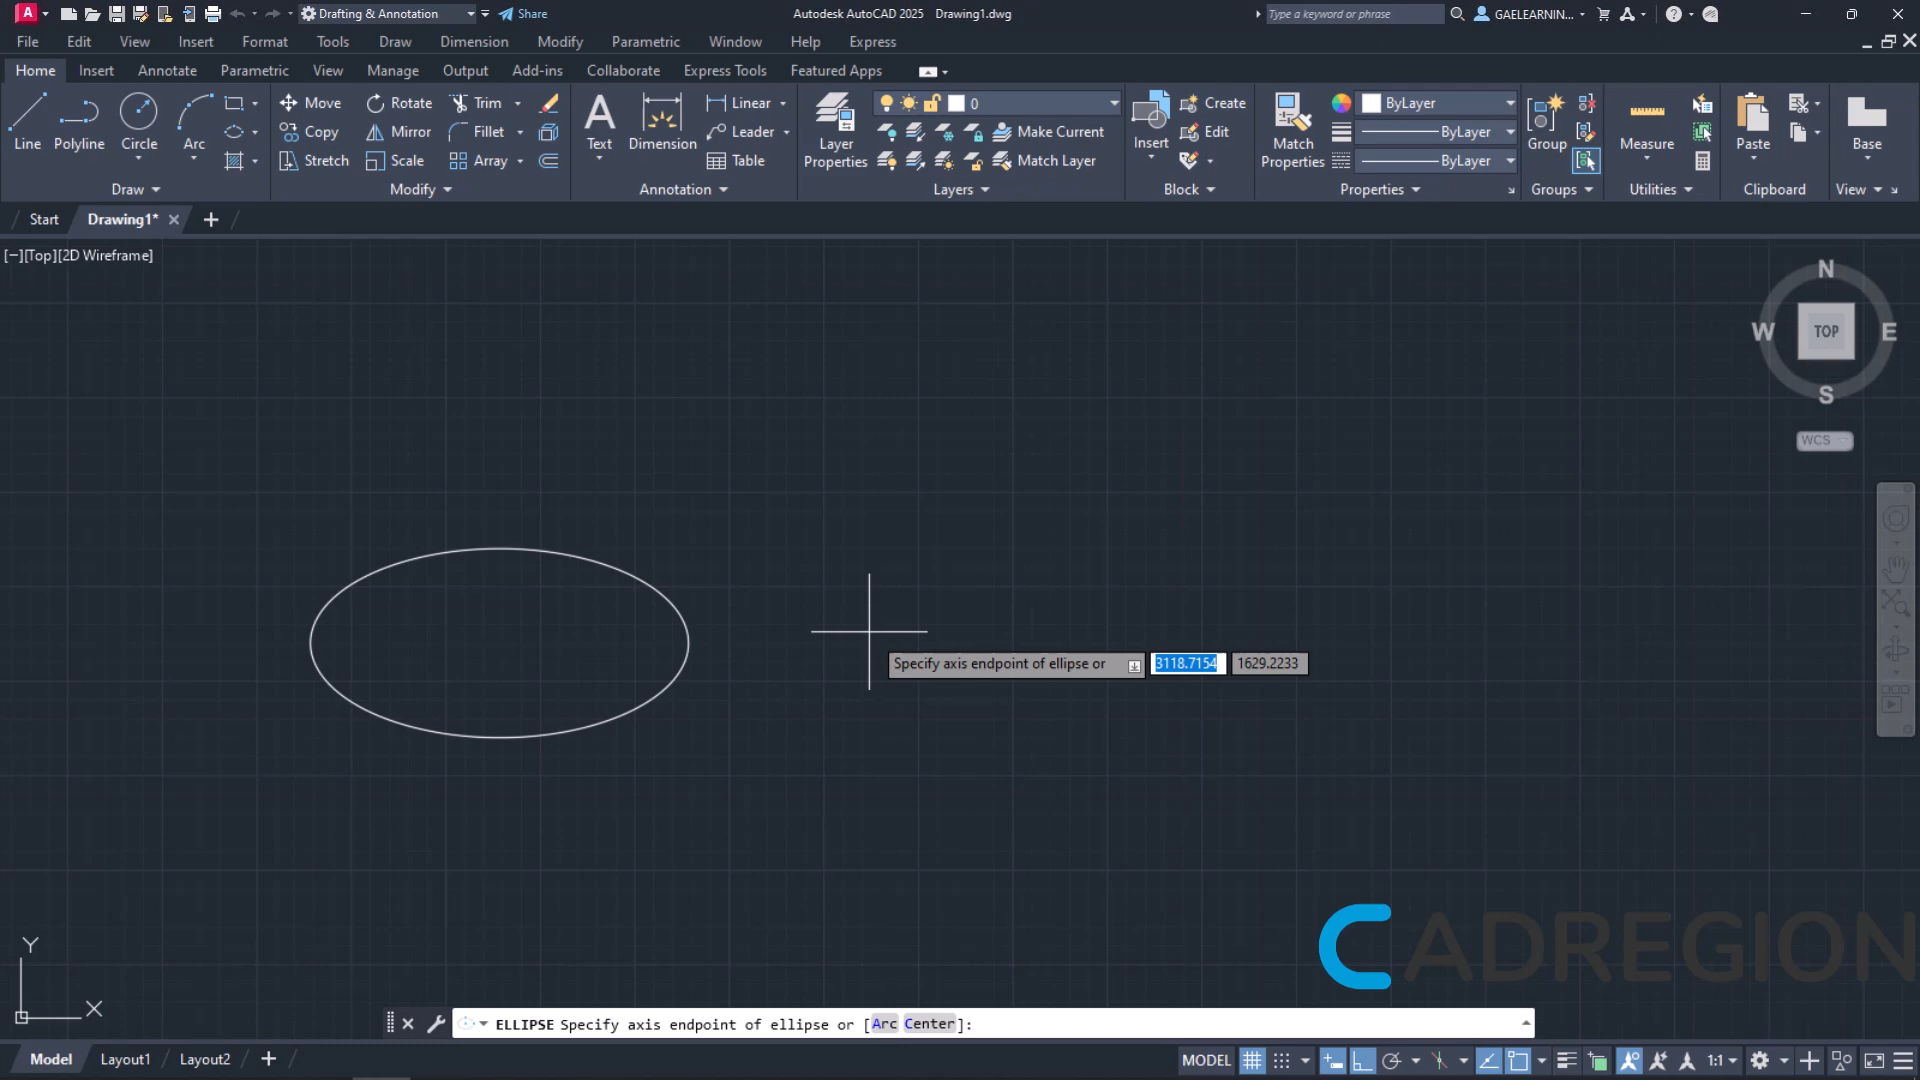 A Drafting & Annotation Share Autodesk AutoCAD 2025 Drawing1.dwg Type a keyword or phrase GAELEARNIN...
File Edit View Insert Format Tools Draw Dimension Modify Parametric Window Help Express
Home Insert Annotate Parametric View Manage Output Add-ins Collaborate Express Tools Featured Apps
Move Rotate Trim Linear 0 Create ByLayer
Line Polyline Circle Arc Copy Mirror Fillet Text Dimension Leader Layer Properties Make Current Insert Edit Match Properties ByLayer Group Measure Paste Base
Stretch Scale Array Table Match Layer ByLayer
Draw Modify Annotation Layers Block Properties Groups Utilities Clipboard View
Start Drawing1*
[−][Top][2D Wireframe]
N
W TOP E
S
WCS
Specify axis endpoint of ellipse or 3118.7154 1629.2233
CADREGION
Y
X
ELLIPSE Specify axis endpoint of ellipse or [Arc Center]:
Model Layout1 Layout2 MODEL 1:1